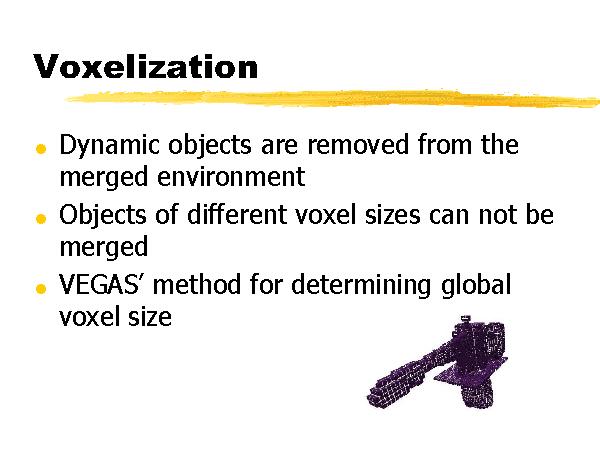 Voxelization
Dynamic objects are removed from the
merged environment
Objects of different voxel sizes can not be
merged
VEGAS’ method for determining global
voxel size